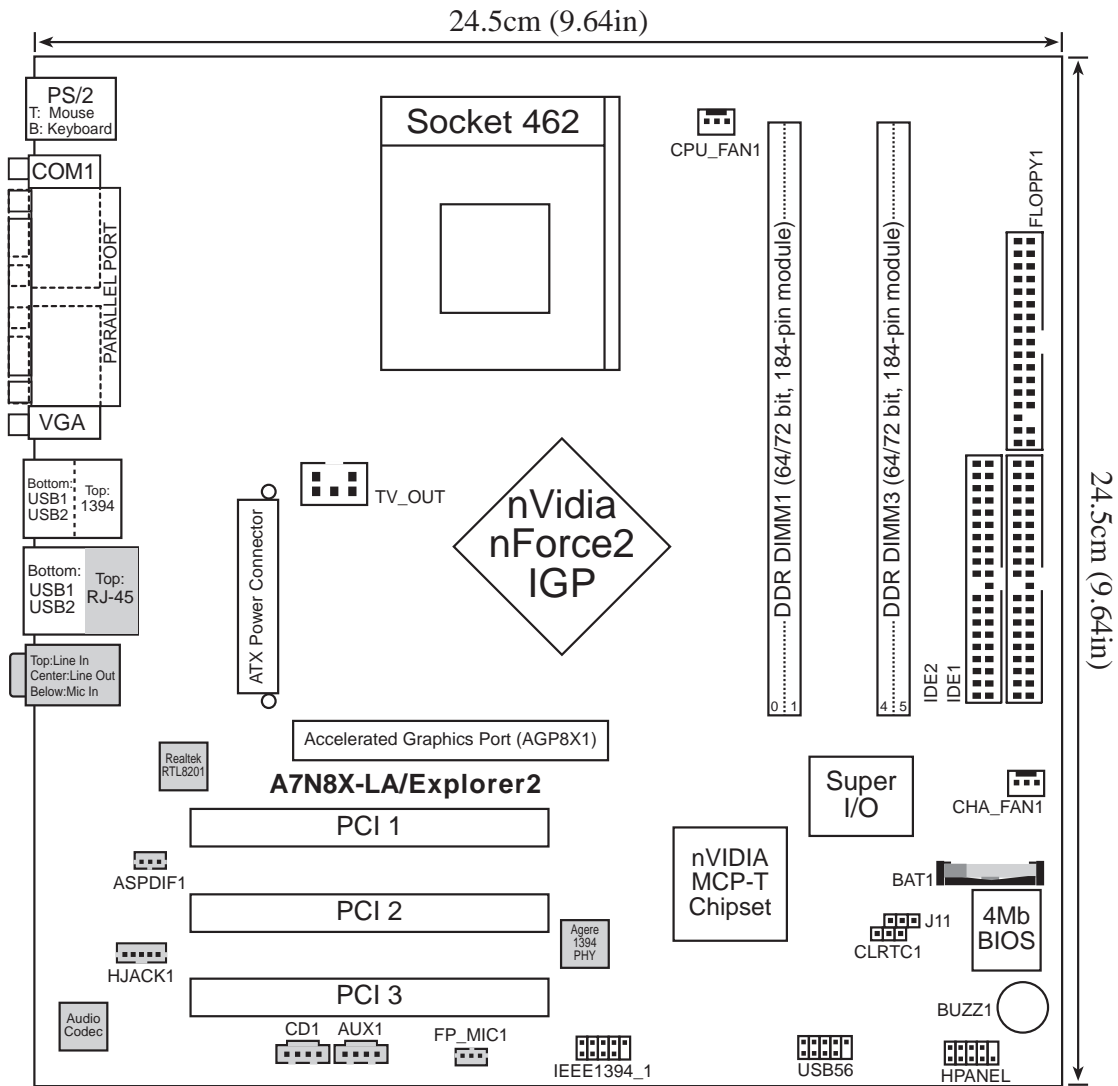 24.5cm (9.64in)
PS/2
T: Mouse
B: Keyboard
Socket 462
CPU_FAN1
COM1
PARALLEL PORT
VGA
FLOPPY1
DDR DIMM1 (64/72 bit, 184-pin module)
0 1
DDR DIMM3 (64/72 bit, 184-pin module)
4 5
24.5cm (9.64in)
Bottom:
USB1
USB2
Top:
1394
TV_OUT
nVidia
nForce2
IGP
Bottom:
USB1
USB2
Top:
RJ-45
ATX Power Connector
Top:Line In
Center:Line Out
Below:Mic In
IDE2
IDE1
Accelerated Graphics Port (AGP8X1)
Realtek
RTL8201
A7N8X-LA/Explorer2
Super
I/O
CHA_FAN1
PCI 1
nVIDIA
MCP-T
Chipset
ASPDIF1
BAT1
PCI 2
Agere
1394
PHY
J11
CLRTC1
4Mb
BIOS
HJACK1
PCI 3
Audio
Codec
BUZZ1
CD1
AUX1
FP_MIC1
IEEE1394_1
USB56
HPANEL